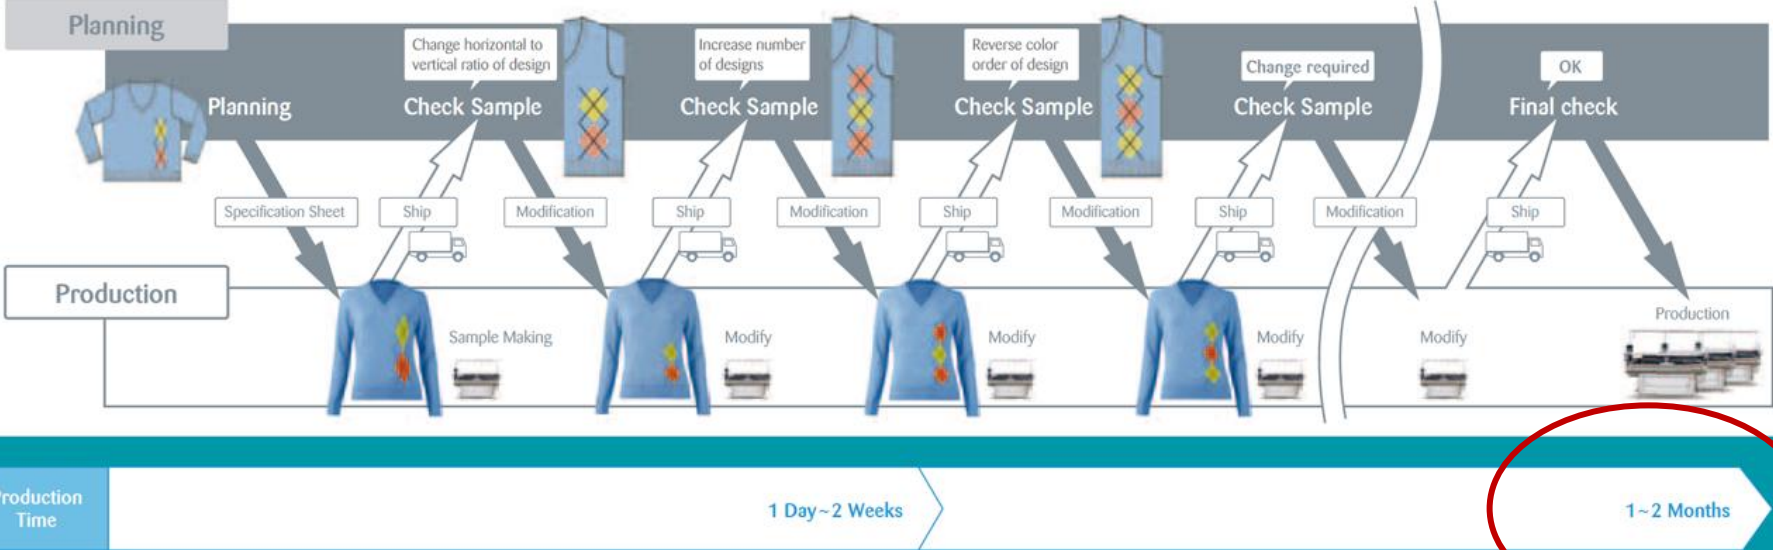 Planning
Change horizontal to
vertical ratio of design
Increase number
of designs
Reverse color
order of design
Change required
OK
Planning
Check Sample
Check Sample
Check Sample
Check Sample
Final check
Specification Sheet
Ship
Modification
Ship
Modification
Ship
Modification
Ship
Modification
Ship
Production
Sample Making
Modify
Modify
Modify
Modify
Production
roduction
Time
1 Day~2 Weeks
1~2 Months